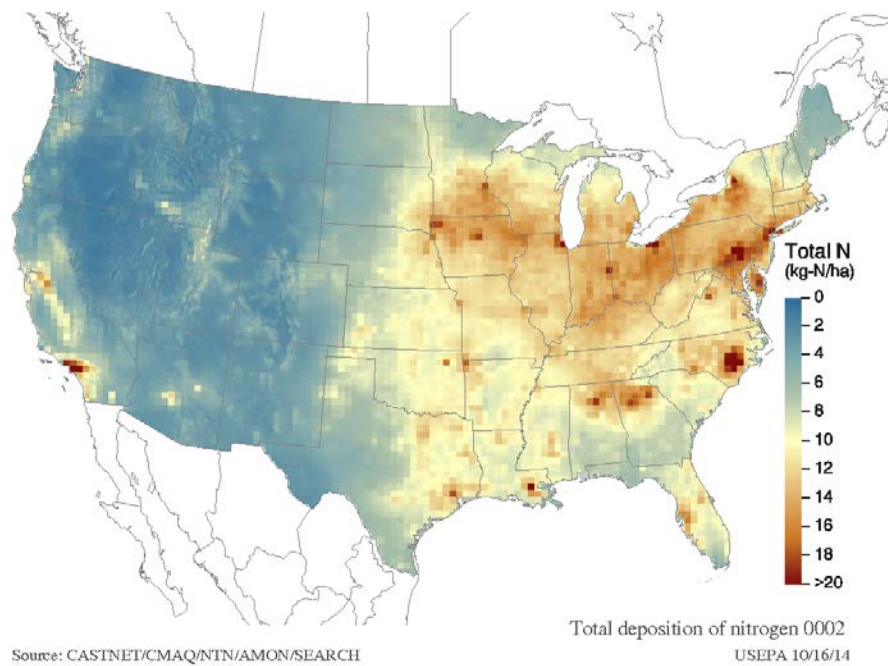 Total N
(kg-N/ha)
0
2
4
6
8
10
12
14
16
18
>20
Total deposition of nitrogen 0002
Source: CASTNET/CMAQ/NTN/AMON/SEARCH
USEPA 10/16/14